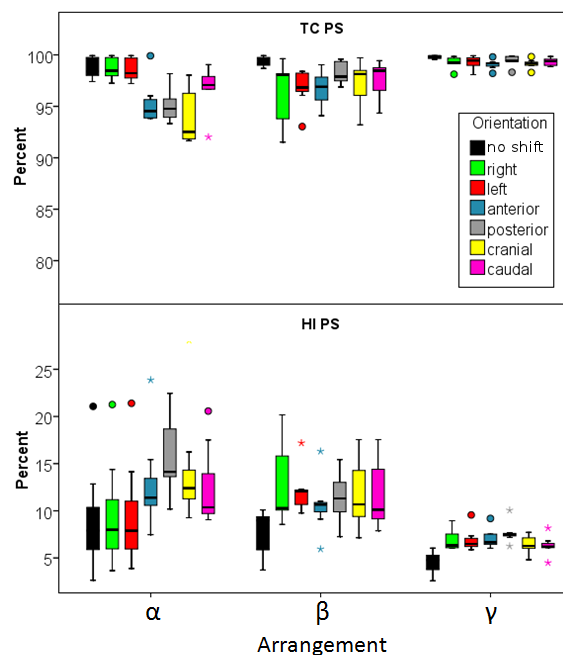 TC PS
100
95
90
85
80
Percent
Orientation
no shift
right
left
anterior
posterior
cranial
caudal
HI PS
25
20
15
10
5
Percent
α β γ
Arrangement